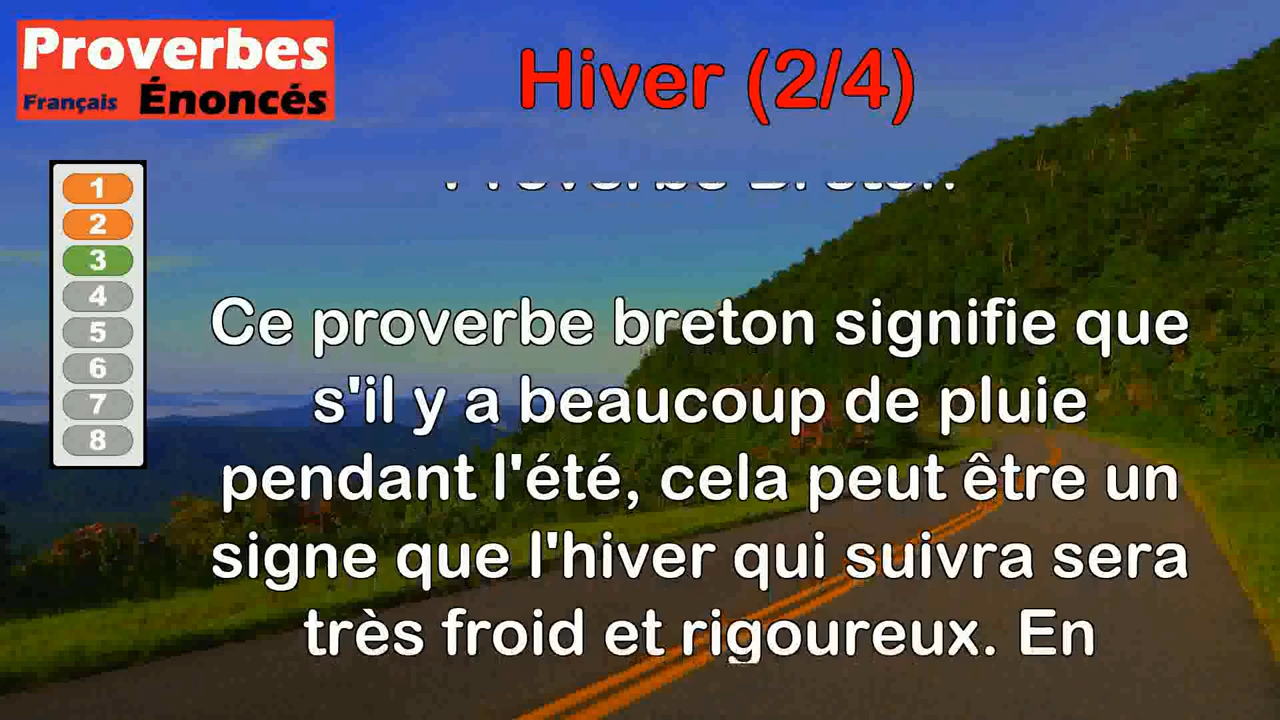 Proverbes
Français Énoncés
Hiver (2/4)
Proverbe Breton
1
2
3
4
5
6
7
8
Ce proverbe breton signifie que
s'il y a beaucoup de pluie
pendant l'été, cela peut être un
signe que l'hiver qui suivra sera
très froid et rigoureux. En